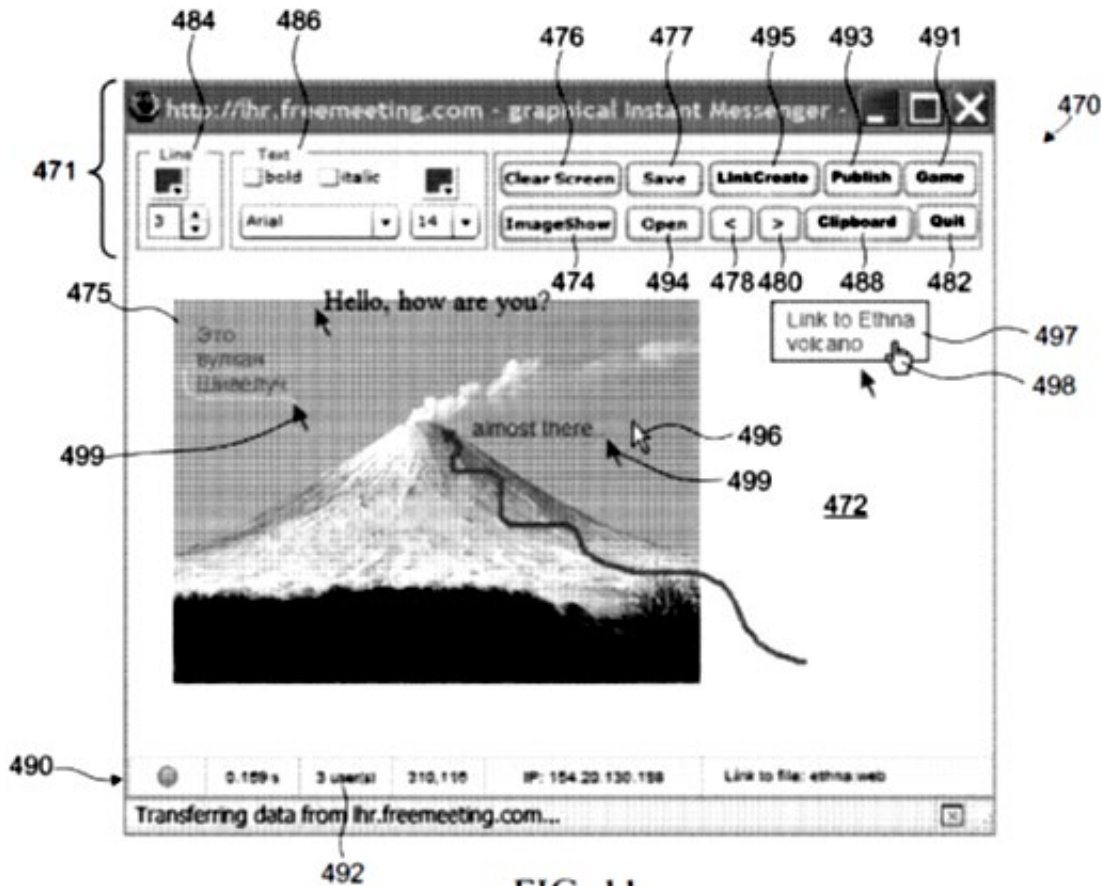 484
486
476
477
495
493
491
470
http://lhr.freemeeting.com - graphical Instant Messenger -
471
Line
Text
bold
italic
Clear Screen
Save
LinkCreate
Publish
Game
3
Arial
14
ImageShow
Open
<
>
Clipboard
Quit
475
474
494
478
480
488
482
Hello, how are you?
Link to Ethna
volcano
497
498
Это
вулкан
Шивелуч
almost there
496
499
499
472
490
0.159 s
3 user(s)
310,116
IP: 154.20.130.158
Link to file: ethna.web
Transferring data from lhr.freemeeting.com...
492